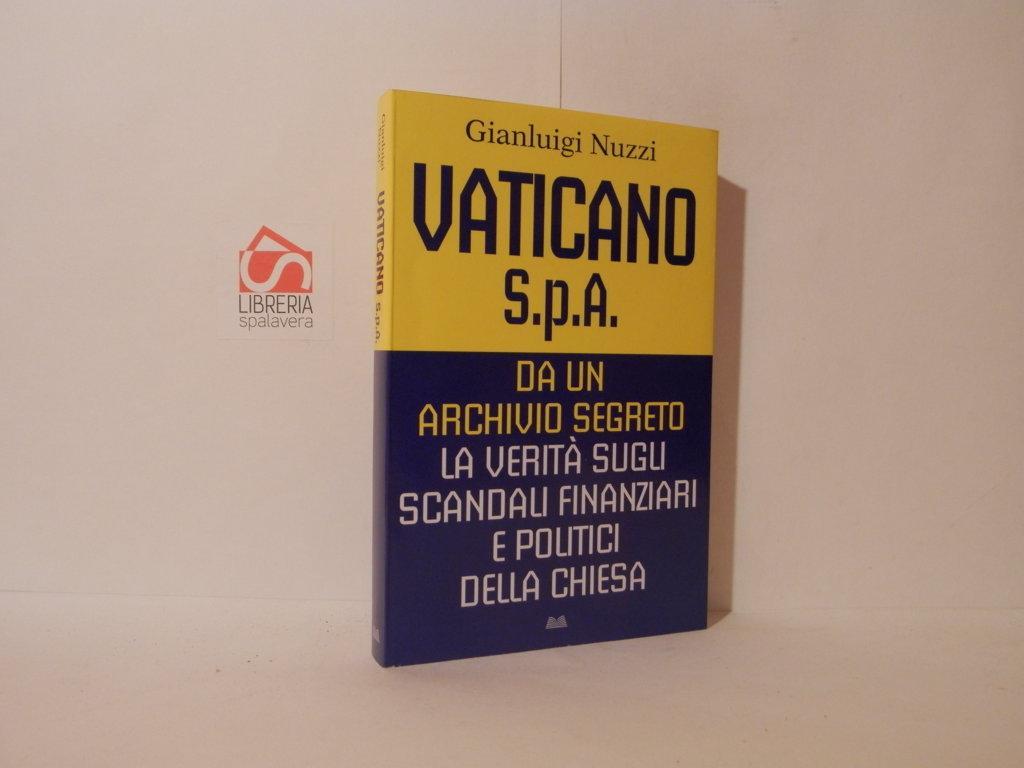 Gianluigi Nuzzi
VATICANO
S.p.A.
DA UN
ARCHIVIO SEGRETO
LA VERITÀ SUGLI
SCANDALI FINANZIARI
E POLITICI
DELLA CHIESA
Gianluigi
VATICANO S.p.A.
LIBRERIA
spalavera